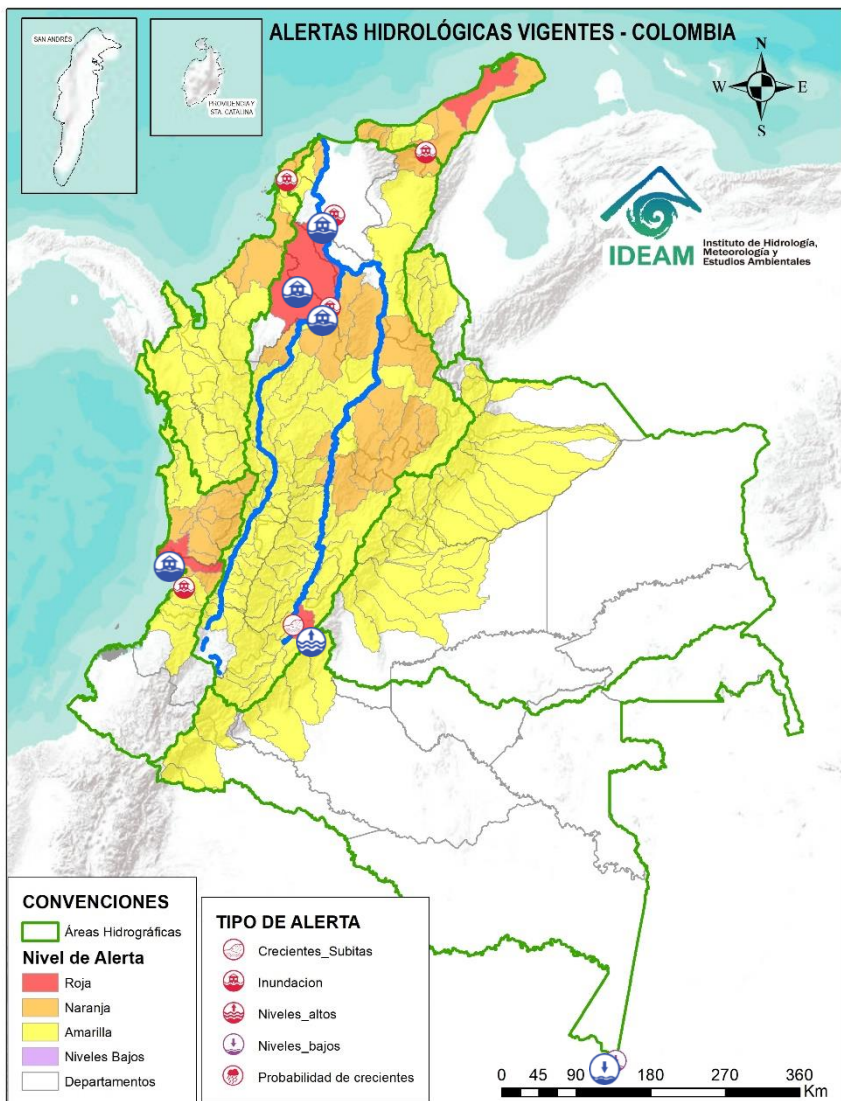 ALERTAS HIDROLÓGICAS VIGENTES - COLOMBIA
SAN ANDRÉS
PROVIDENCIA Y
STA. CATALINA
N
W
E
S
IDEAM
Instituto de Hidrología,
Meteorología y
Estudios Ambientales
CONVENCIONES
Áreas Hidrográficas
Nivel de Alerta
Roja
Naranja
Amarilla
Niveles Bajos
Departamentos
TIPO DE ALERTA
Crecientes_Subitas
Inundacion
Niveles_altos
Niveles_bajos
Probabilidad de crecientes
0 45 90 180 270 360
Km